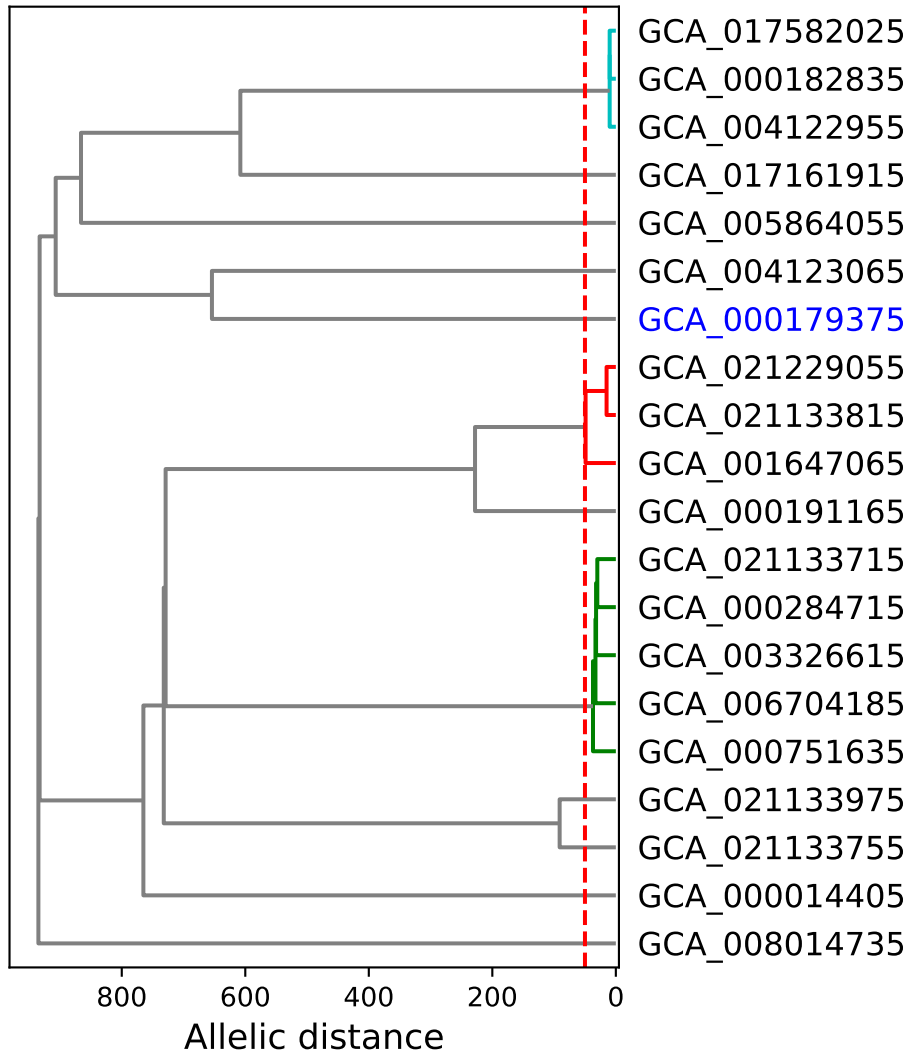 GCA_017582025
GCA_000182835
GCA_004122955
GCA_017161915
GCA_005864055
GCA_004123065
GCA_000179375
GCA_021229055
GCA_021133815
GCA_001647065
GCA_000191165
GCA_021133715
GCA_000284715
GCA_003326615
GCA_006704185
GCA_000751635
GCA_021133975
GCA_021133755
GCA_000014405
GCA_008014735
800 600 400 200 0
Allelic distance